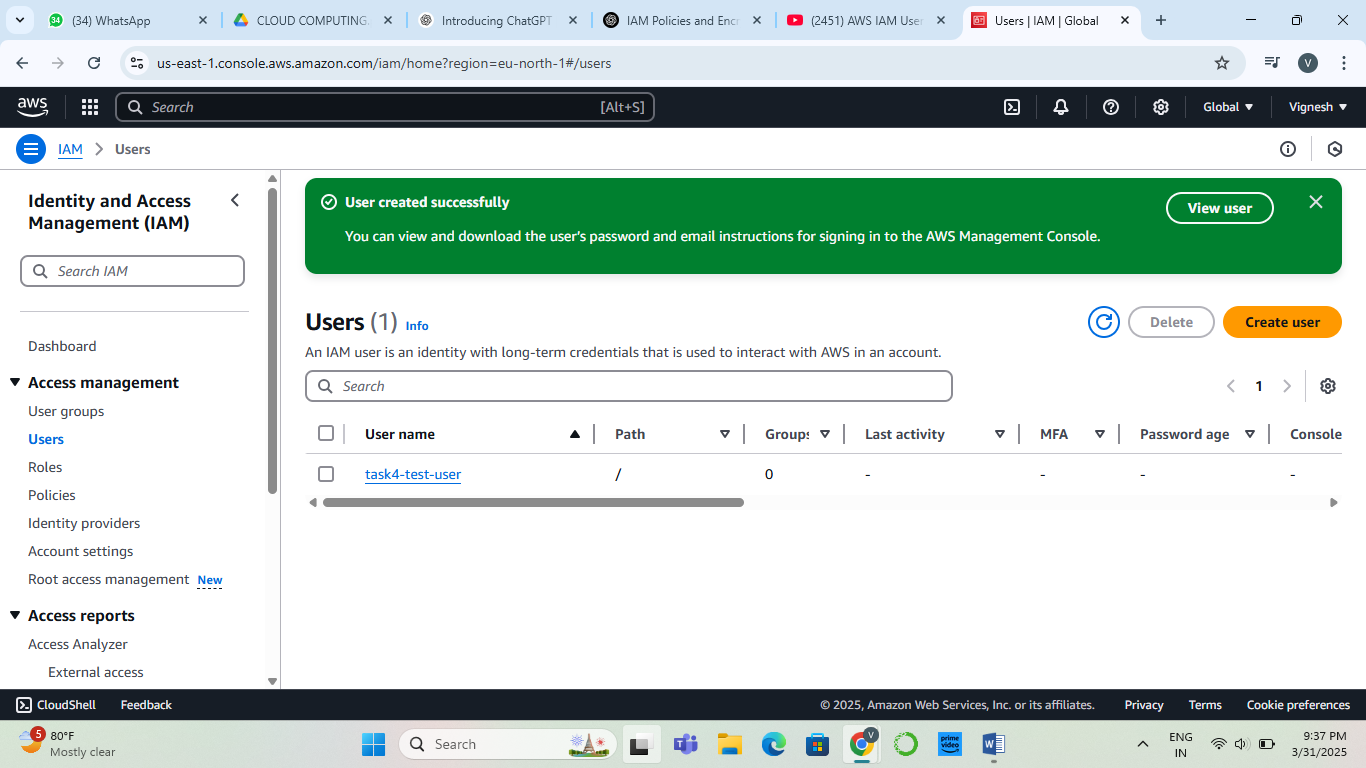 (34) WhatsApp
CLOUD COMPUTING.
Introducing ChatGPT
IAM Policies and Encr
(2451) AWS IAM User
Users | IAM | Global
us-east-1.console.aws.amazon.com/iam/home?region=eu-north-1#/users
V
aws
Search [Alt+S]
Global
Vignesh
IAM > Users
Identity and Access
Management (IAM)
Search IAM
Dashboard
Access management
User groups
Users
Roles
Policies
Identity providers
Account settings
Root access management New
Access reports
Access Analyzer
External access
User created successfully
You can view and download the user's password and email instructions for signing in to the AWS Management Console.
View user
Users (1) Info
Delete
Create user
An IAM user is an identity with long-term credentials that is used to interact with AWS in an account.
Search
1
User name Path Groups Last activity MFA Password age Console
task4-test-user / 0 - - - -
CloudShell Feedback © 2025, Amazon Web Services, Inc. or its affiliates. Privacy Terms Cookie preferences
5
80°F
Mostly clear
Search
V
prime
video
ENG
IN
9:37 PM
3/31/2025